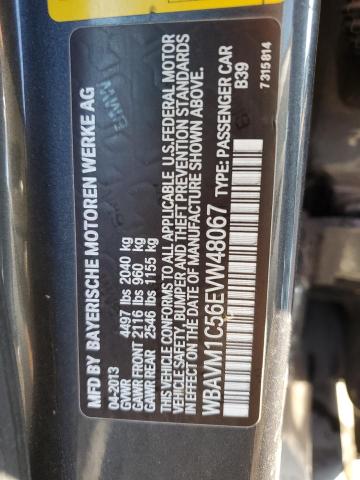 MFD BY BAYERISCHE MOTOREN WERKE AG
04-2013
GVWR 4497 lbs 2040 kg
GAWR FRONT 2116 lbs 960 kg
GAWR REAR 2546 lbs 1155 kg
THIS VEHICLE CONFORMS TO ALL APPLICABLE U.S. FEDERAL MOTOR
VEHICLE SAFETY, BUMPER AND THEFT PREVENTION STANDARDS
IN EFFECT ON THE DATE OF MANUFACTURE SHOWN ABOVE.
WBAVM1C56EVW48067 TYPE: PASSENGER CAR
B39
7 315 814